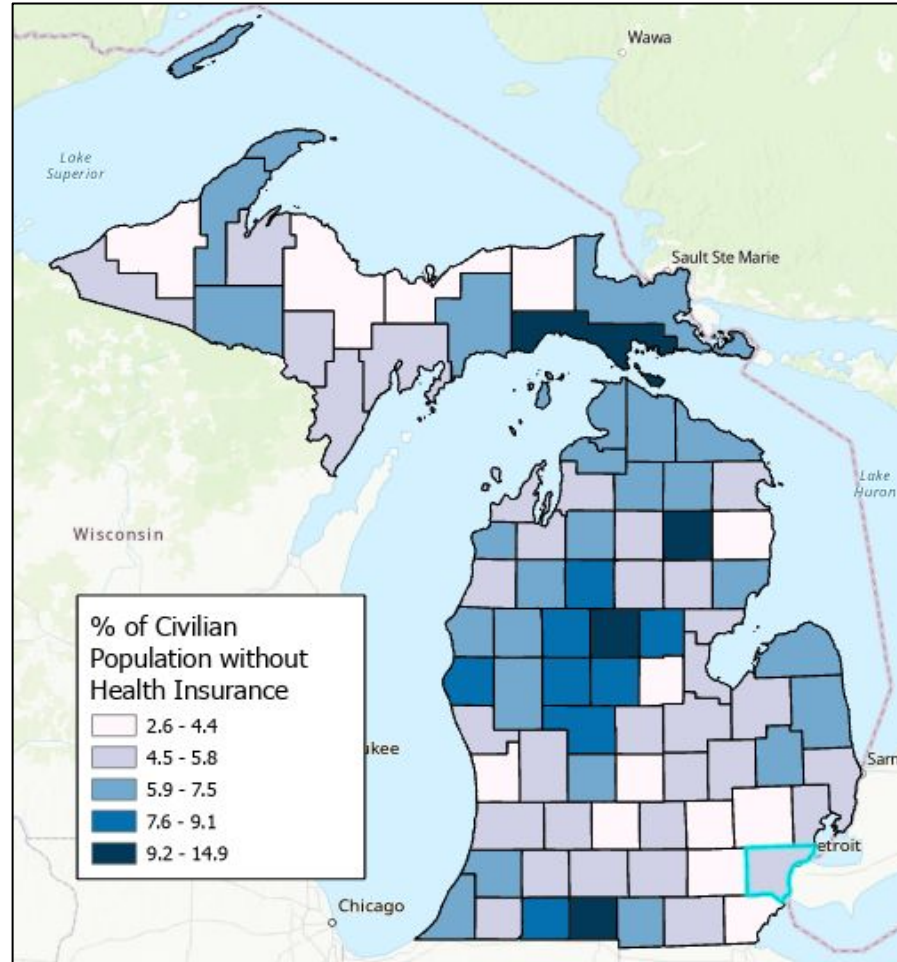 Wawa
Lake
Superior
Sault Ste Marie
Lake
Huron
Wisconsin
% of Civilian
Population without
Health Insurance
2.6 - 4.4
4.5 - 5.8
5.9 - 7.5
7.6 - 9.1
9.2 - 14.9
ukee
Sarn
etroit
Chicago